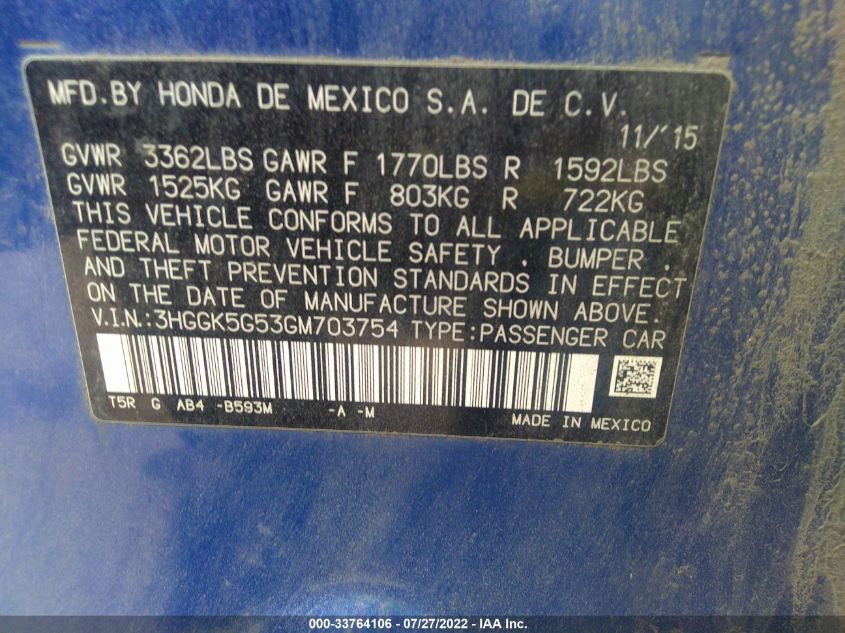 MFD.BY HONDA DE MEXICO S.A. DE C.V.
11/'15
GVWR 3362LBS GAWR F 1770LBS R 1592LBS
GVWR 1525KG GAWR F 803KG R 722KG
THIS VEHICLE CONFORMS TO ALL APPLICABLE
FEDERAL MOTOR VEHICLE SAFETY , BUMPER ,
AND THEFT PREVENTION STANDARDS IN EFFECT
ON THE DATE OF MANUFACTURE SHOWN ABOVE.
V.I.N.:3HGGK5G53GM703754 TYPE:PASSENGER CAR
T5R G AB4 -B593M -A -M
MADE IN MEXICO
000-33764106 - 07/27/2022 - IAA Inc.